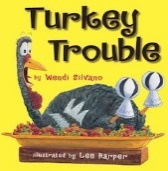 Turkey
Trouble
by Wendi Silvano
illustrated by Lee Harper